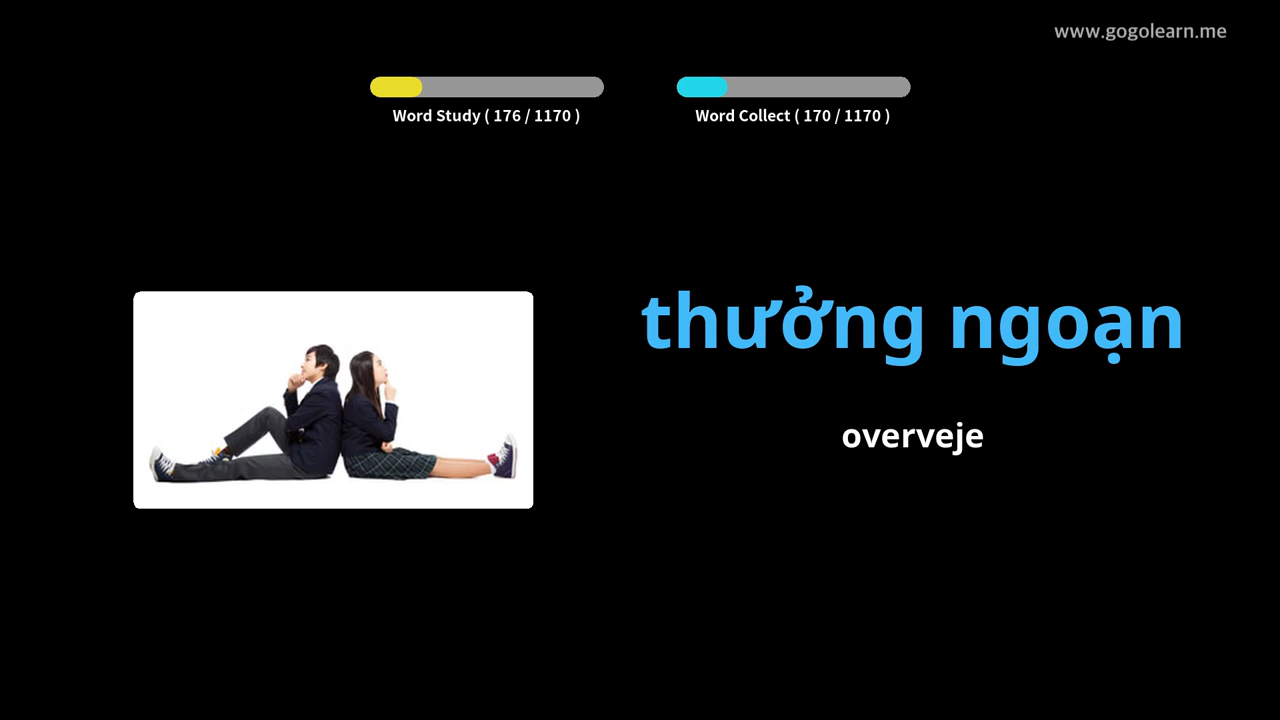 www.gogolearn.me
Word Study ( 176 / 1170 )
Word Collect ( 170 / 1170 )
thưởng ngoạn
overveje